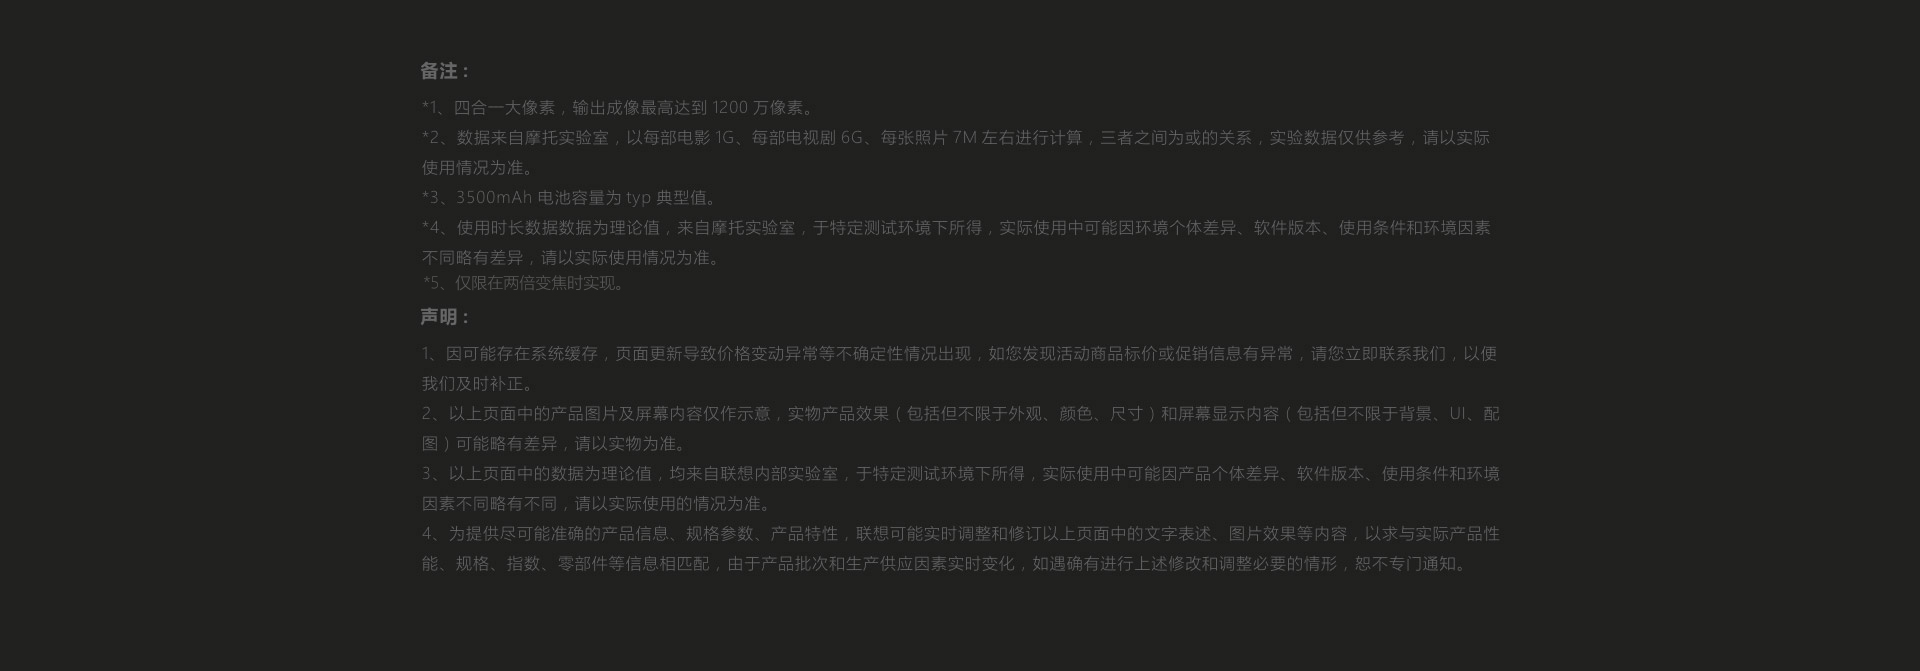 备注：
*1、四合一大像素，输出成像最高达到 1200 万像素。
*2、数据来自摩托实验室，以每部电影 1G、每部电视剧 6G、每张照片 7M 左右进行计算，三者之间为或的关系，实验数据仅供参考，请以实际
使用情况为准。
*3、3500mAh 电池容量为 typ 典型值。
*4、使用时长数据数据为理论值，来自摩托实验室，于特定测试环境下所得，实际使用中可能因环境个体差异、软件版本、使用条件和环境因素
不同略有差异，请以实际使用情况为准。
*5、仅限在两倍变焦时实现。
声明：
1、因可能存在系统缓存，页面更新导致价格变动异常等不确定性情况出现，如您发现活动商品标价或促销信息有异常，请您立即联系我们，以便
我们及时补正。
2、以上页面中的产品图片及屏幕内容仅作示意，实物产品效果（包括但不限于外观、颜色、尺寸）和屏幕显示内容（包括但不限于背景、UI、配
图）可能略有差异，请以实物为准。
3、以上页面中的数据为理论值，均来自联想内部实验室，于特定测试环境下所得，实际使用中可能因产品个体差异、软件版本、使用条件和环境
因素不同略有不同，请以实际使用的情况为准。
4、为提供尽可能准确的产品信息、规格参数、产品特性，联想可能实时调整和修订以上页面中的文字表述、图片效果等内容，以求与实际产品性
能、规格、指数、零部件等信息相匹配，由于产品批次和生产供应因素实时变化，如遇确有进行上述修改和调整必要的情形，恕不专门通知。